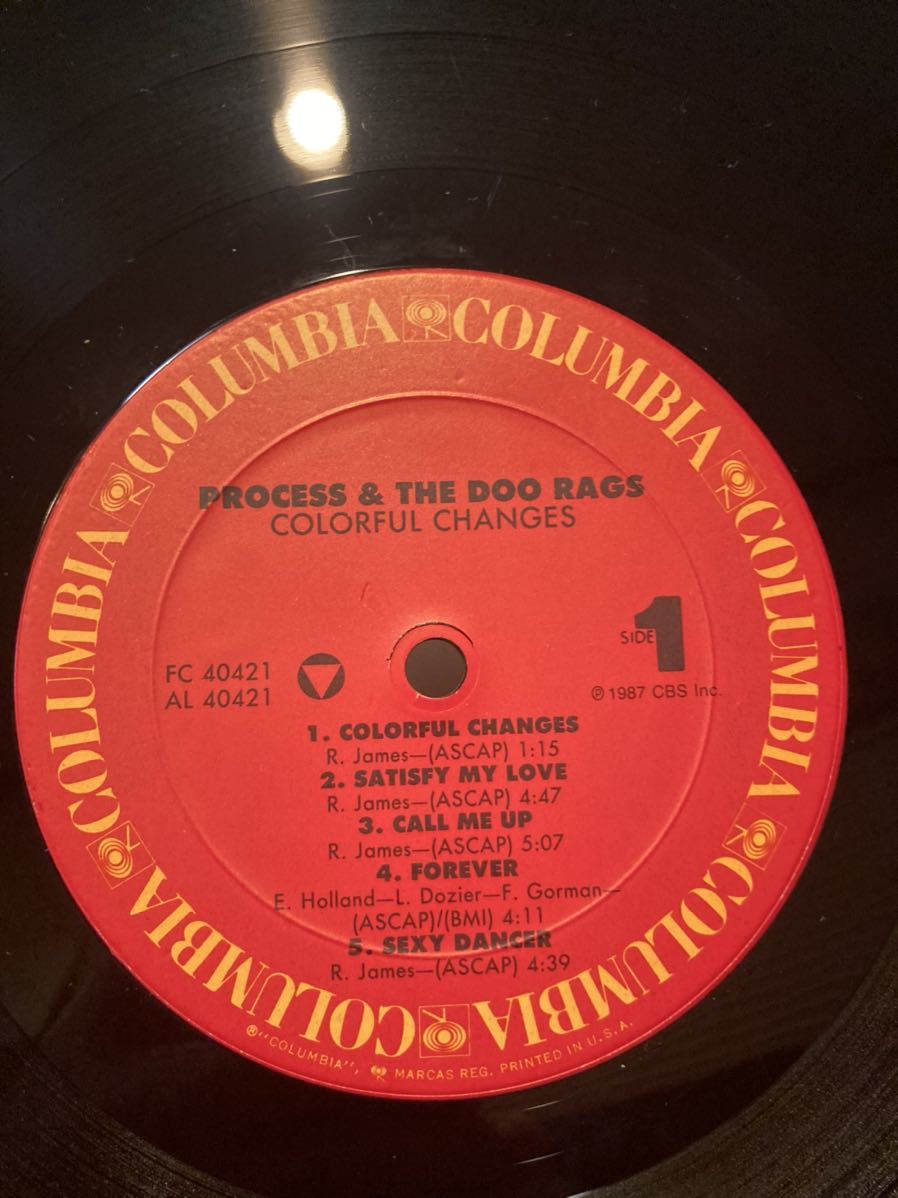 COLUMBIA COLUMBIA COLUMBIA COLUMBIA COLUMBIA COLUMBIA COLUMBIA
PROCESS & THE DOO RAGS
COLORFUL CHANGES
SIDE 1
FC 40421
AL 40421
℗ 1987 CBS Inc.
1. COLORFUL CHANGES
R. James—(ASCAP) 1:15
2. SATISFY MY LOVE
R. James—(ASCAP) 4:47
3. CALL ME UP
R. James—(ASCAP) 5:07
4. FOREVER
E. Holland—L. Dozier—F. Gorman—
(ASCAP)/(BMI) 4:11
5. SEXY DANCER
R. James—(ASCAP) 4:39
®"COLUMBIA", MARCAS REG. PRINTED IN U.S.A.